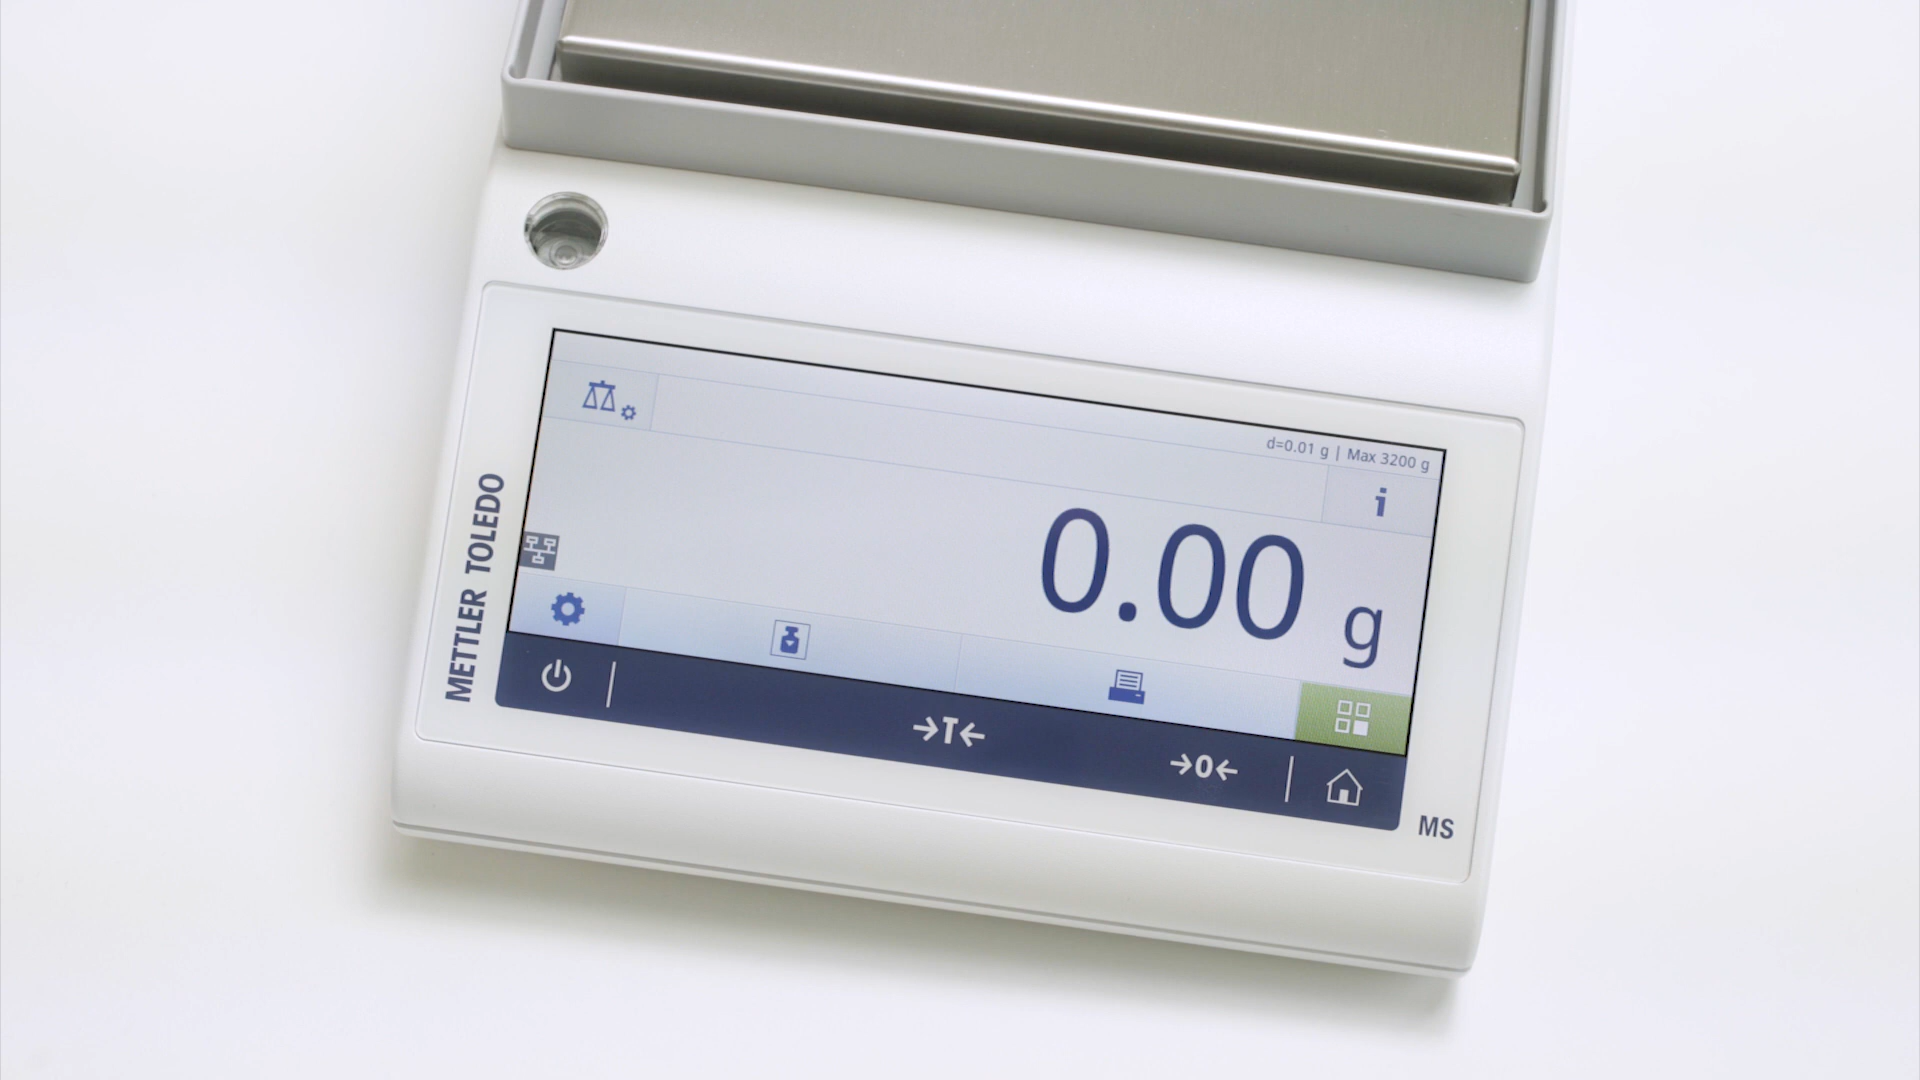 d=0.01 g | Max 3200 g
i
0.00 g
→T←
→0←
METTLER TOLEDO
MS